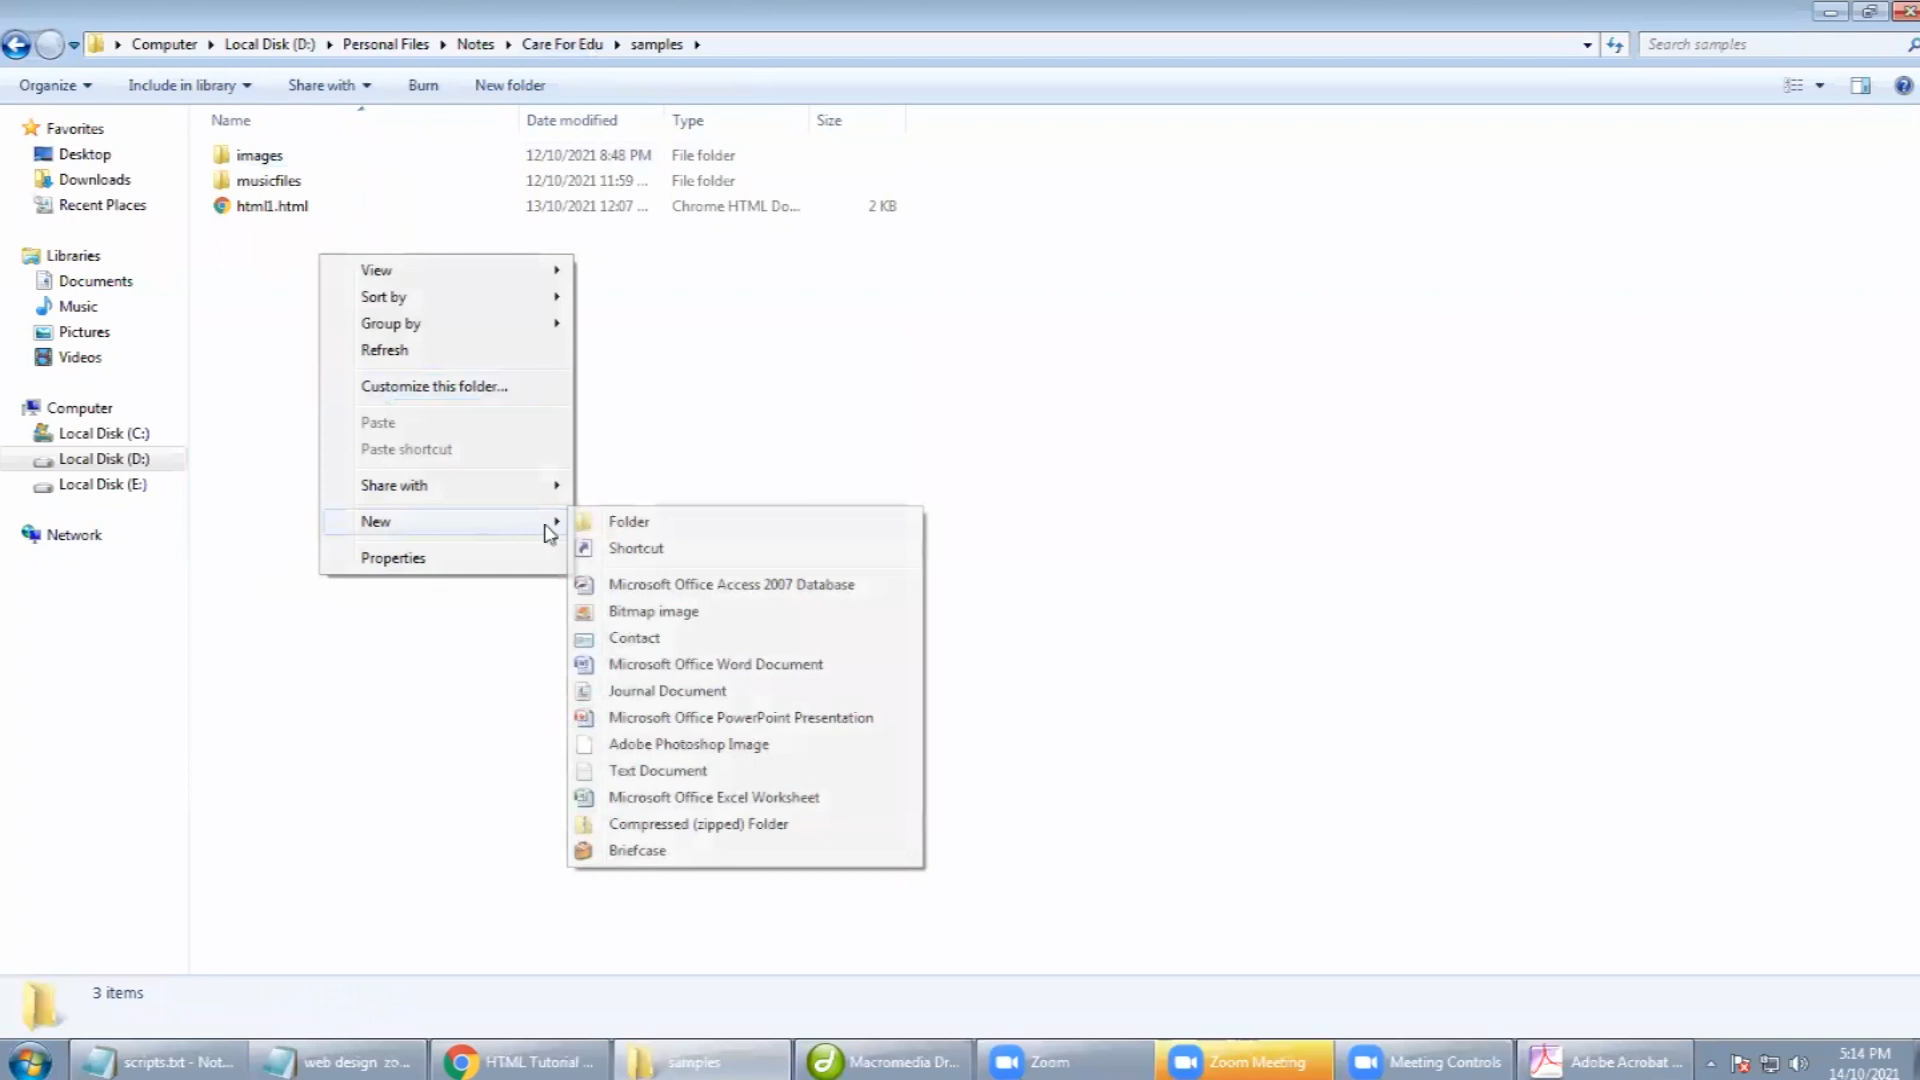 Computer Local Disk (D:) Personal Files Notes Care For Edu samples Search samples
Organize Include in library Share with Burn New folder
Name Date modified Type Size
Favorites
Desktop
Downloads
Recent Places
Libraries
Documents
Music
Pictures
Videos
Computer
Local Disk (C:)
Local Disk (D:)
Local Disk (E:)
Network
images 12/10/2021 8:48 PM File folder
musicfiles 12/10/2021 11:59 ... File folder
html1.html 13/10/2021 12:07 ... Chrome HTML Do... 2 KB
View
Sort by
Group by
Refresh
Customize this folder...
Paste
Paste shortcut
Share with
New
Properties
Folder
Shortcut
Microsoft Office Access 2007 Database
Bitmap image
Contact
Microsoft Office Word Document
Journal Document
Microsoft Office PowerPoint Presentation
Adobe Photoshop Image
Text Document
Microsoft Office Excel Worksheet
Compressed (zipped) Folder
Briefcase
3 items
scripts.txt - Not... web design zo... HTML Tutorial ... samples Macromedia Dr... Zoom Zoom Meeting Meeting Controls Adobe Acrobat ... 5:14 PM
14/10/2021